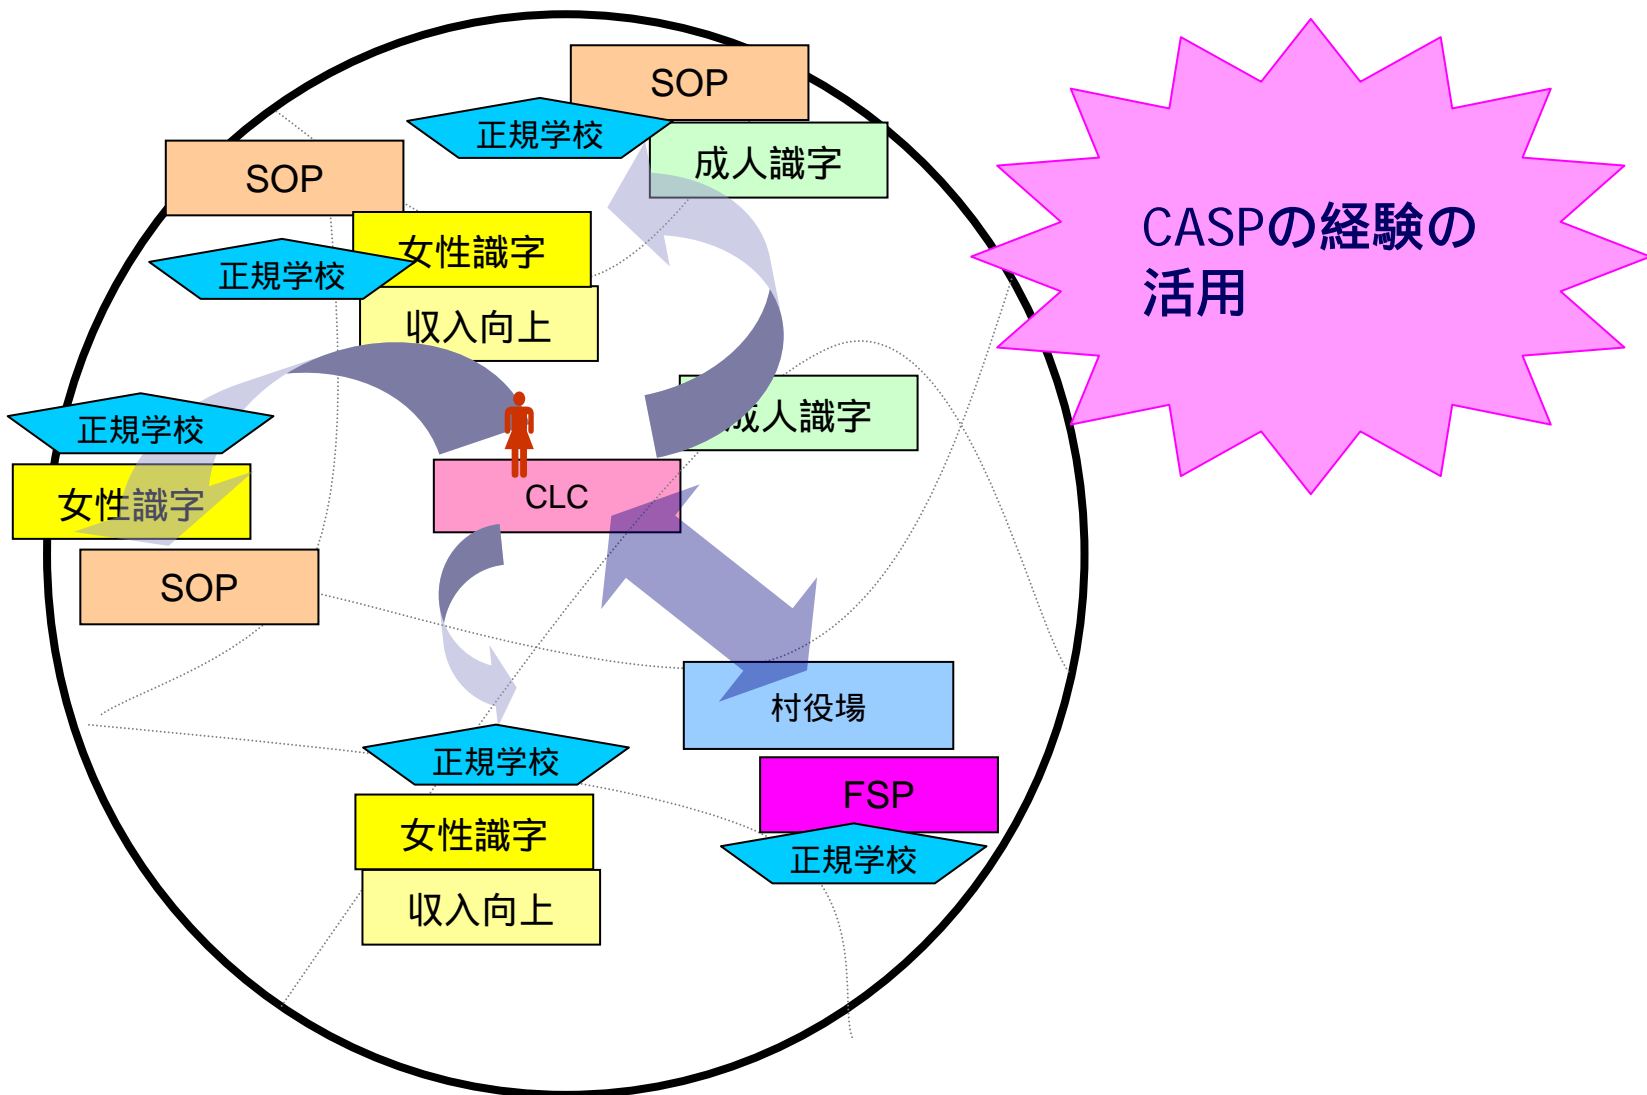 SOP
正規学校
成人識字
SOP
女性識字
正規学校
収入向上
CASPの経験の
活用
正規学校
成人識字
女性識字
CLC
SOP
村役場
正規学校
FSP
女性識字
正規学校
収入向上